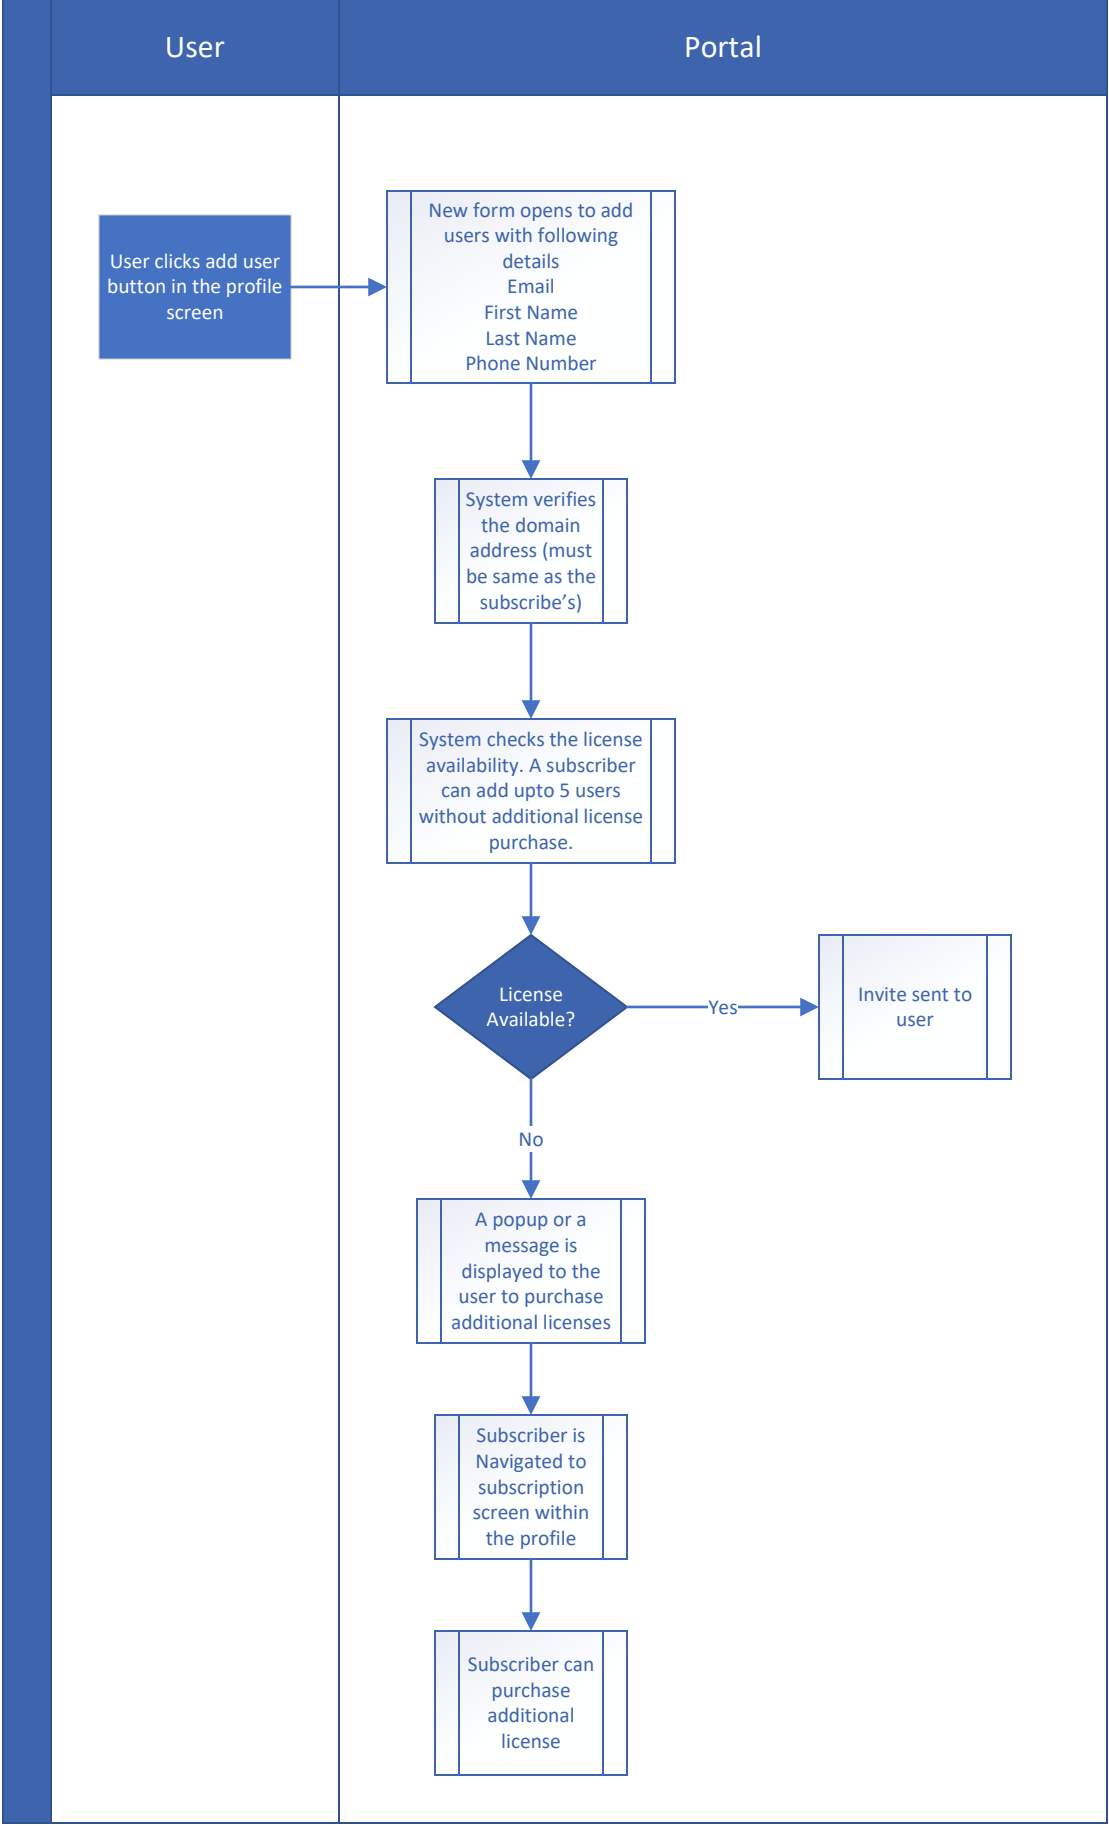 User
Portal
User clicks add user
button in the profile
screen
New form opens to add
users with following
details
Email
First Name
Last Name
Phone Number
System verifies
the domain
address (must
be same as the
subscribe’s)
System checks the license
availability. A subscriber
can add upto 5 users
without additional license
purchase.
License
Available?
Yes
Invite sent to
user
No
A popup or a
message is
displayed to the
user to purchase
additional licenses
Subscriber is
Navigated to
subscription
screen within
the profile
Subscriber can
purchase
additional
license